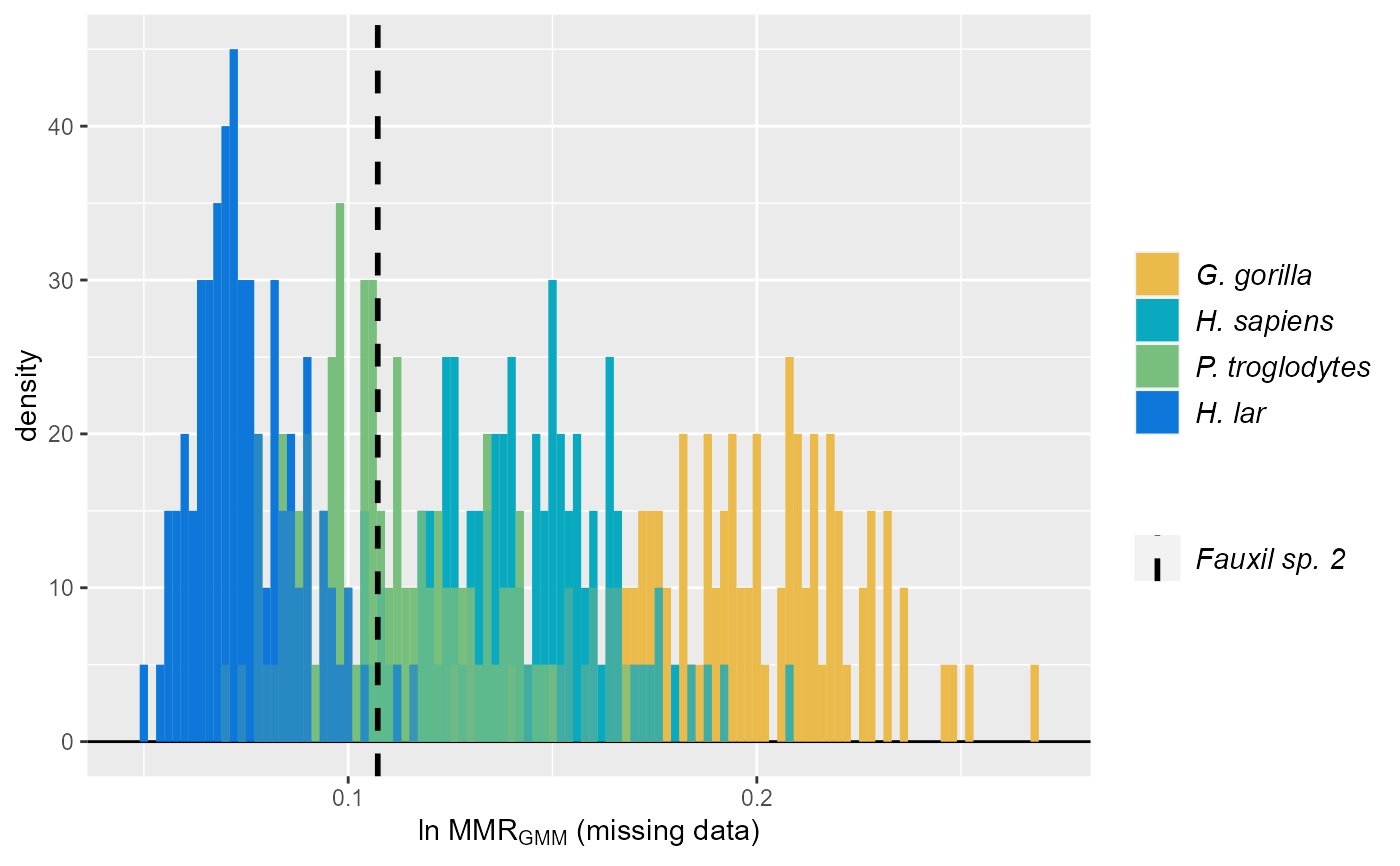 density
40
30
20
10
0
0.1
0.2
ln MMR_GMM (missing data)
G. gorilla
H. sapiens
P. troglodytes
H. lar
Fauxil sp. 2